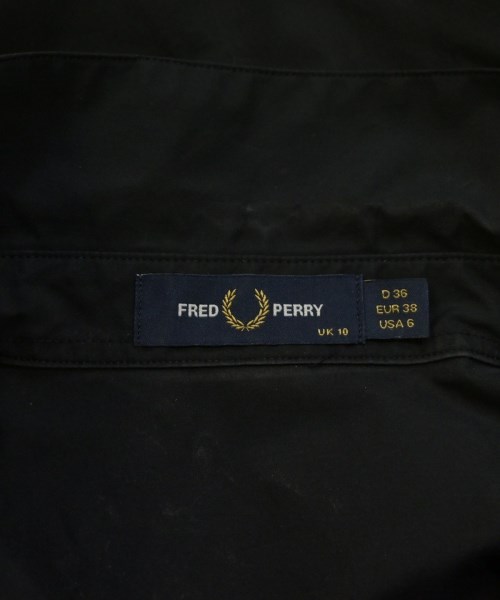 FRED PERRY
UK 10
D 36
EUR 38
USA 6